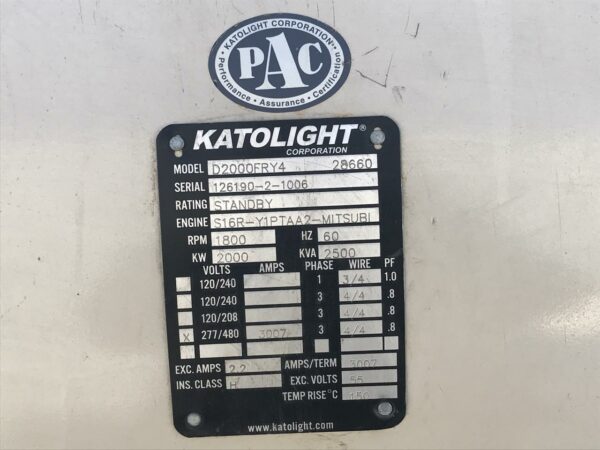 KATOLIGHT CORPORATION
PAC
Performance • Assurance • Certification
KATOLIGHT®
CORPORATION
MODEL D2000FRY4 28660
SERIAL 126190-2-1006
RATING STANDBY
ENGINE S16R-Y1PTAA2-MITSUBI
RPM 1800 HZ 60
KW 2000 KVA 2500
VOLTS AMPS PHASE WIRE PF
120/240 1 3/4 1.0
120/240 3 4/4 .8
120/208 3 4/4 .8
X 277/480 3007 3 4/4 .8
EXC. AMPS 2.2 AMPS/TERM 3007
INS. CLASS H EXC. VOLTS 55
TEMP RISE °C 150
www.katolight.com